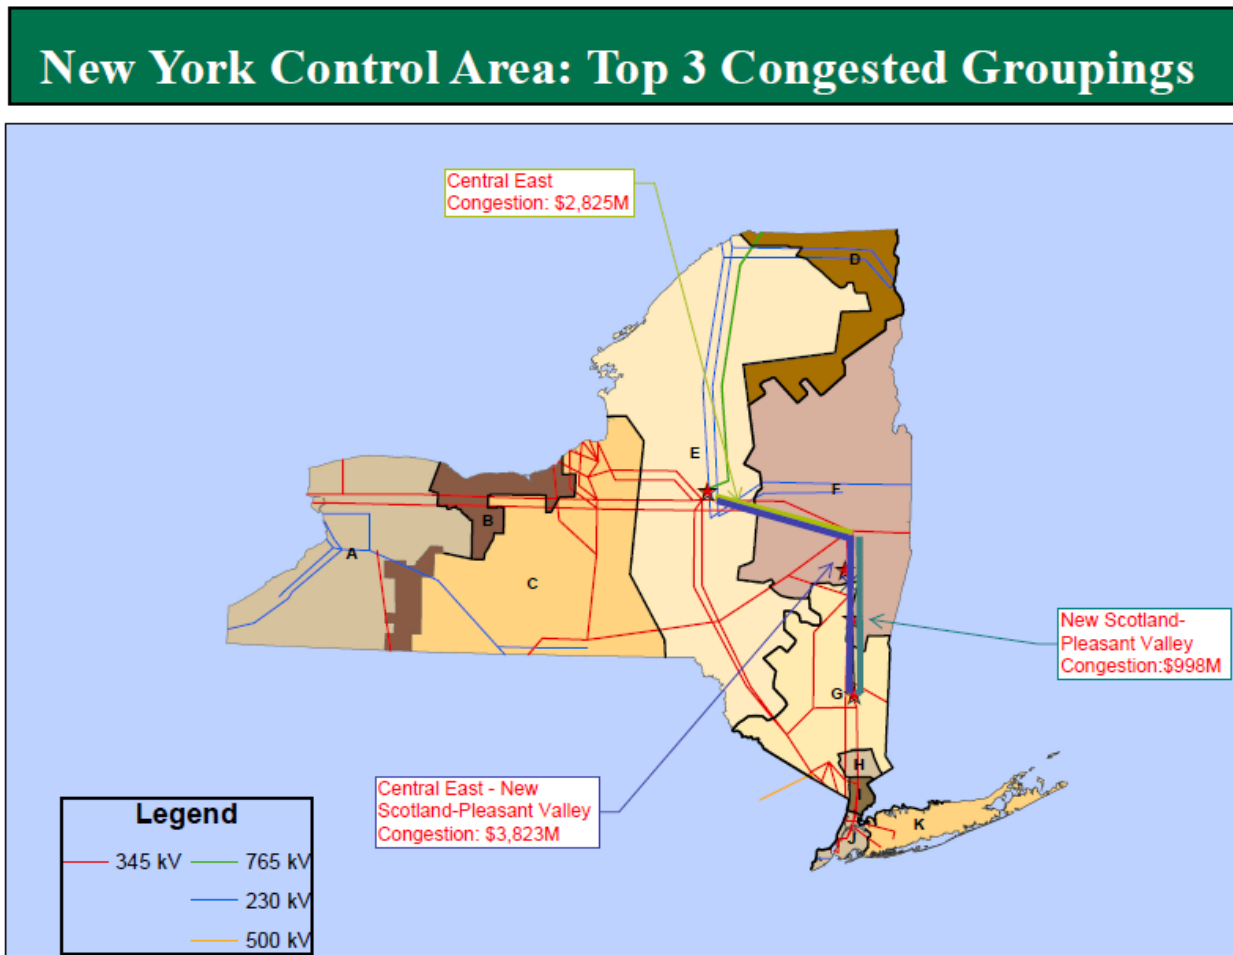 New York Control Area: Top 3 Congested Groupings
Central East
Congestion: $2,825M
D
E
F
B
A
C
New Scotland-
Pleasant Valley
Congestion:$998M
G
H
Central East - New
Scotland-Pleasant Valley
Congestion: $3,823M
I
K
J
Legend
345 kV
765 kV
230 kV
500 kV